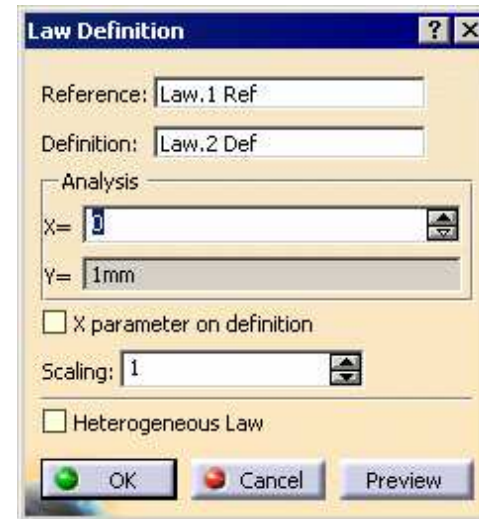 Law Definition ? X
Reference: Law.1 Ref
Definition: Law.2 Def
Analysis
X= 0
Y= 1mm
X parameter on definition
Scaling: 1
Heterogeneous Law
OK Cancel Preview